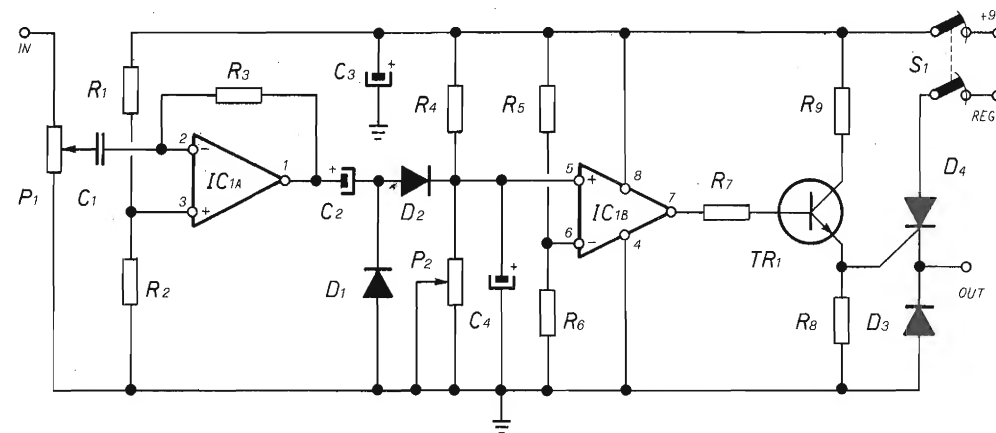 IN
+9
S1
REG
R1
R3
C3
+
R4
R5
R9
P1
C1
2
−
IC1A
1
3
+
+
C2
D2
5
+
8
IC1B
7
R7
6
−
4
D4
TR1
R2
D1
P2
C4
+
R6
R8
D3
OUT